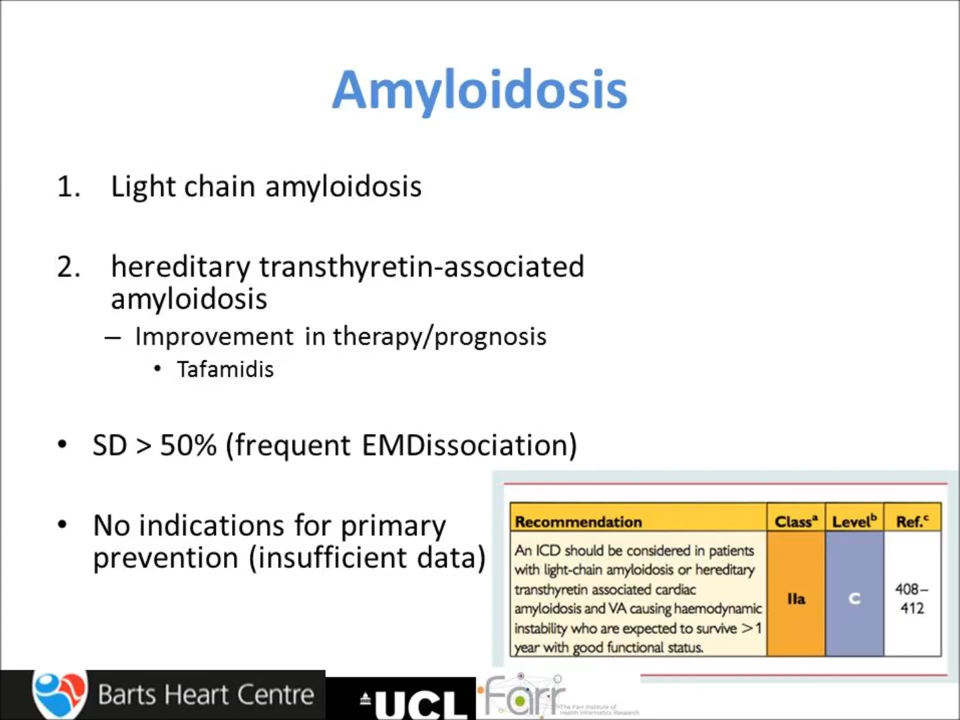 Amyloidosis
1. Light chain amyloidosis
2. hereditary transthyretin-associated
amyloidosis
– Improvement in therapy/prognosis
• Tafamidis
• SD > 50% (frequent EMDissociation)
• No indications for primary
prevention (insufficient data)
Recommendation Classᵃ Levelᵇ Ref.ᶜ
An ICD should be considered in patients
with light-chain amyloidosis or hereditary
transthyretin associated cardiac
amyloidosis and VA causing haemodynamic
instability who are expected to survive >1
year with good functional status.
IIa
C
408–
412
Barts Heart Centre
UCL
Farr
The Farr Institute of
Health Informatics Research